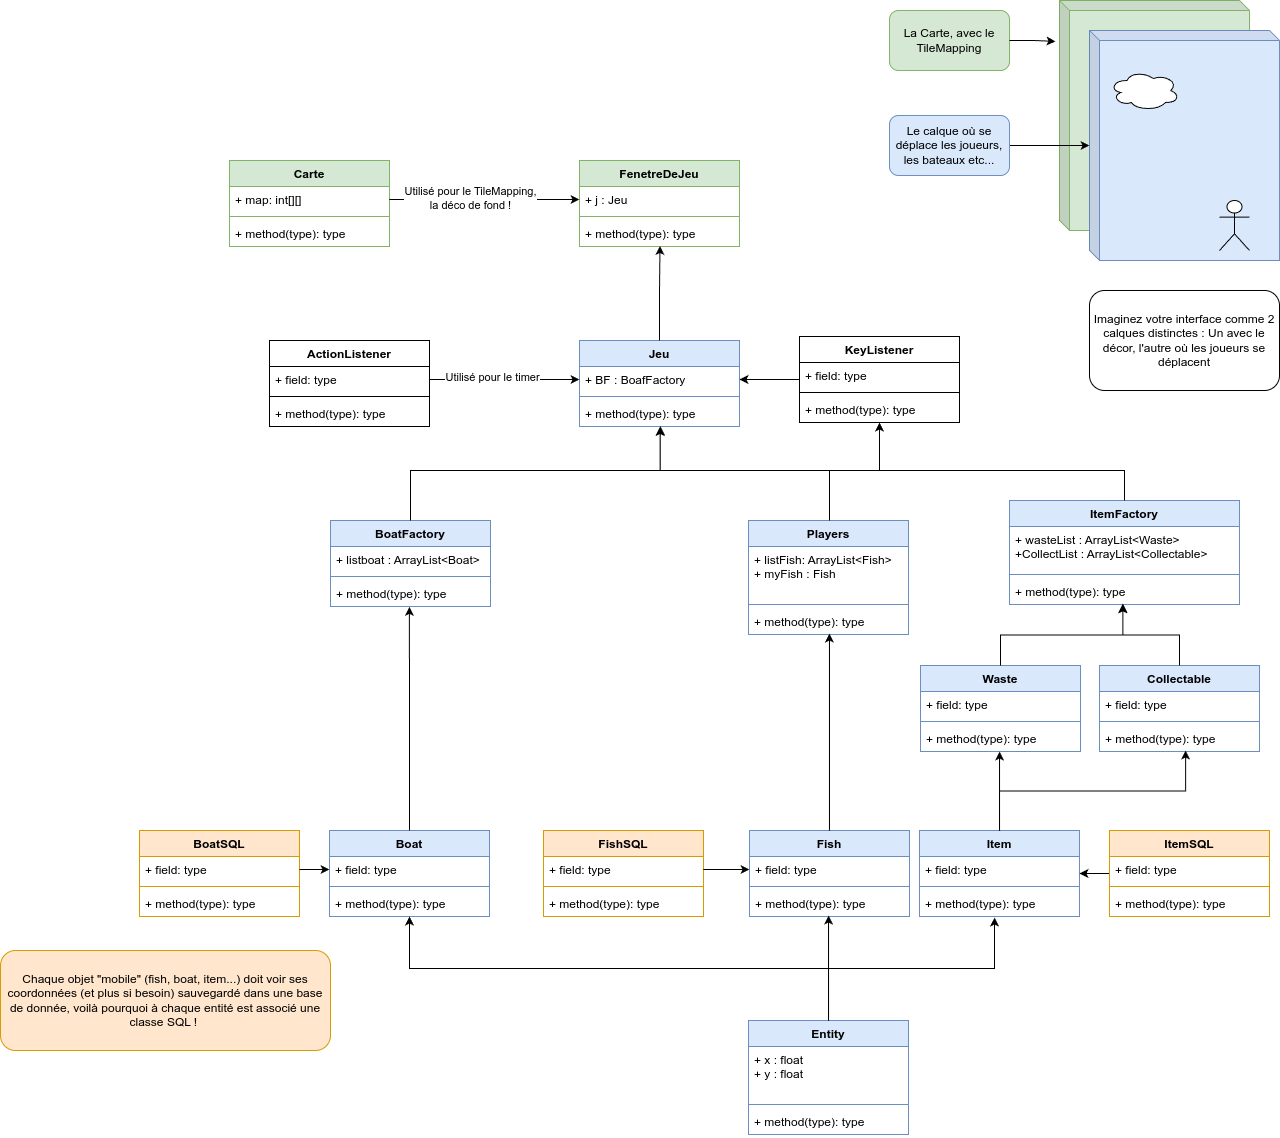 La Carte, avec le
TileMapping
Le calque où se
déplace les joueurs,
les bateaux etc...
Carte
+ map: int[][]
+ method(type): type
Utilisé pour le TileMapping,
la déco de fond !
FenetreDeJeu
+ j : Jeu
+ method(type): type
Imaginez votre interface comme 2
calques distinctes : Un avec le
décor, l'autre où les joueurs se
déplacent
ActionListener
+ field: type
+ method(type): type
Utilisé pour le timer
Jeu
+ BF : BoafFactory
+ method(type): type
KeyListener
+ field: type
+ method(type): type
BoatFactory
+ listboat : ArrayList<Boat>
+ method(type): type
Players
+ listFish: ArrayList<Fish>
+ myFish : Fish
+ method(type): type
ItemFactory
+ wasteList : ArrayList<Waste>
+CollectList : ArrayList<Collectable>
+ method(type): type
Waste
+ field: type
+ method(type): type
Collectable
+ field: type
+ method(type): type
BoatSQL
+ field: type
+ method(type): type
Boat
+ field: type
+ method(type): type
FishSQL
+ field: type
+ method(type): type
Fish
+ field: type
+ method(type): type
Item
+ field: type
+ method(type): type
ItemSQL
+ field: type
+ method(type): type
Chaque objet "mobile" (fish, boat, item...) doit voir ses
coordonnées (et plus si besoin) sauvegardé dans une base
de donnée, voilà pourquoi à chaque entité est associé une
classe SQL !
Entity
+ x : float
+ y : float
+ method(type): type